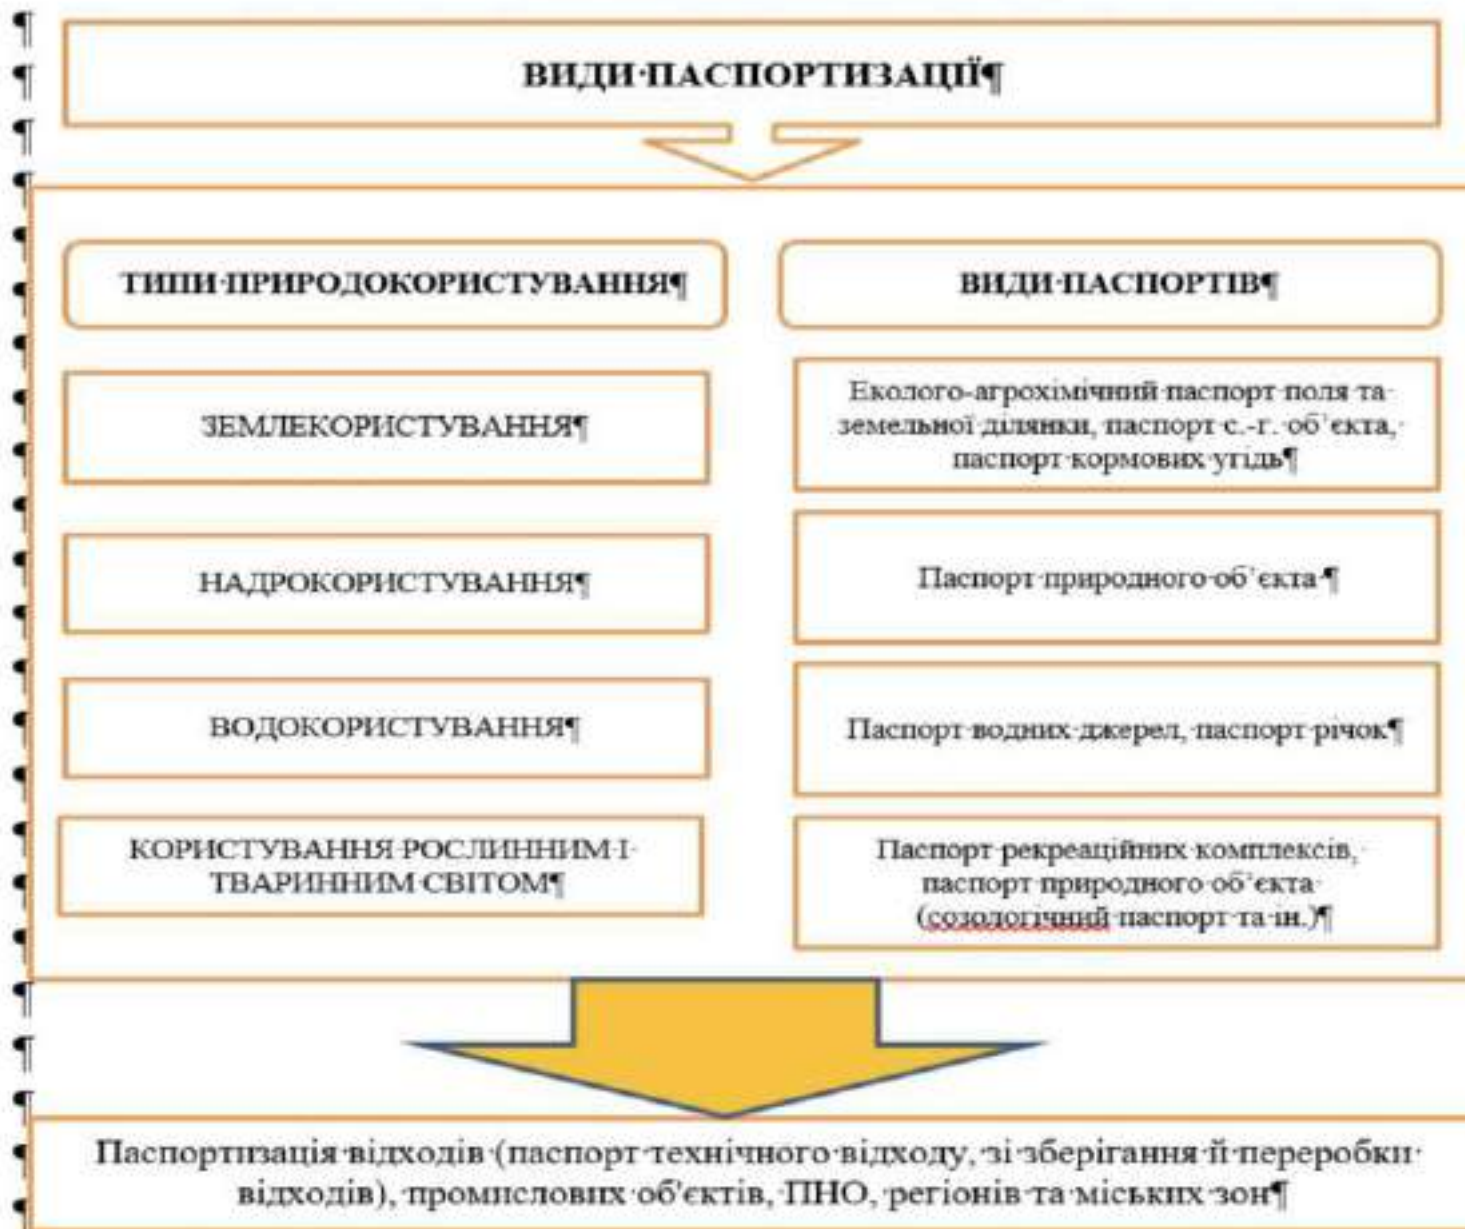 ВИДИ ПАСПОРТИЗАЦІЇ¶
ТИПИ ПРИРОДОКОРИСТУВАННЯ¶
ВИДИ ПАСПОРТІВ¶
ЗЕМЛЕКОРИСТУВАННЯ¶
Еколого-агрохімічний паспорт поля та
земельної ділянки, паспорт с.-г. об’єкта,
паспорт кормових угідь¶
НАДРОКОРИСТУВАННЯ¶
Паспорт природного об’єкта ¶
ВОДОКОРИСТУВАННЯ¶
Паспорт водних джерел, паспорт річок¶
КОРИСТУВАННЯ РОСЛИННИМ І
ТВАРИННИМ СВІТОМ¶
Паспорт рекреаційних комплексів,
паспорт природного об’єкта
(созологічний паспорт та ін.)¶
Паспортизація відходів (паспорт технічного відходу, зі зберігання й переробки
відходів), промислових об'єктів, ПНО, регіонів та міських зон¶